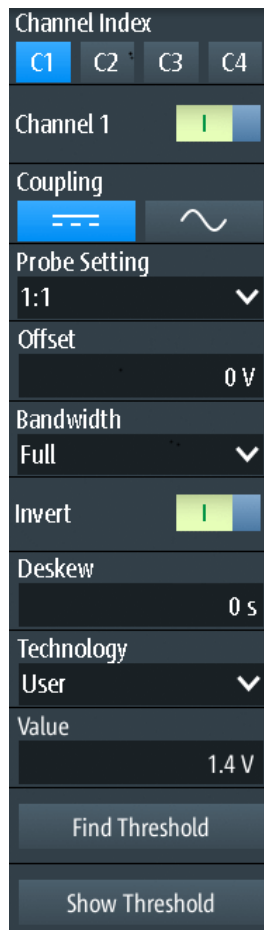 Channel Index
C1 C2 C3 C4
Channel 1 I
Coupling
Probe Setting
1:1
Offset
0 V
Bandwidth
Full
Invert I
Deskew
0 s
Technology
User
Value
1.4 V
Find Threshold
Show Threshold